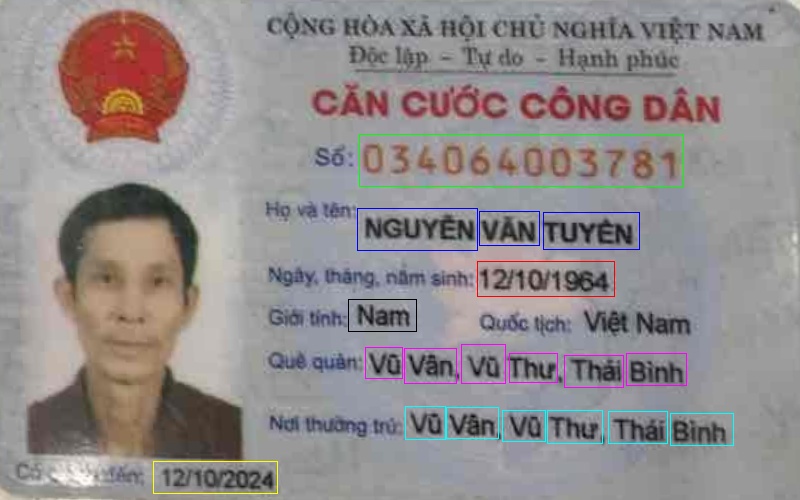 CỘNG HÒA XÃ HỘI CHỦ NGHĨA VIỆT NAM
Độc lập - Tự do - Hạnh phúc
CĂN CƯỚC CÔNG DÂN
Số: 034064003781
Họ và tên: NGUYỄN VĂN TUYÊN
Ngày, tháng, năm sinh: 12/10/1964
Giới tính: Nam Quốc tịch: Việt Nam
Quê quán: Vũ Vân, Vũ Thư, Thái Bình
Nơi thường trú: Vũ Vân, Vũ Thư, Thái Bình
Có đến: 12/10/2024